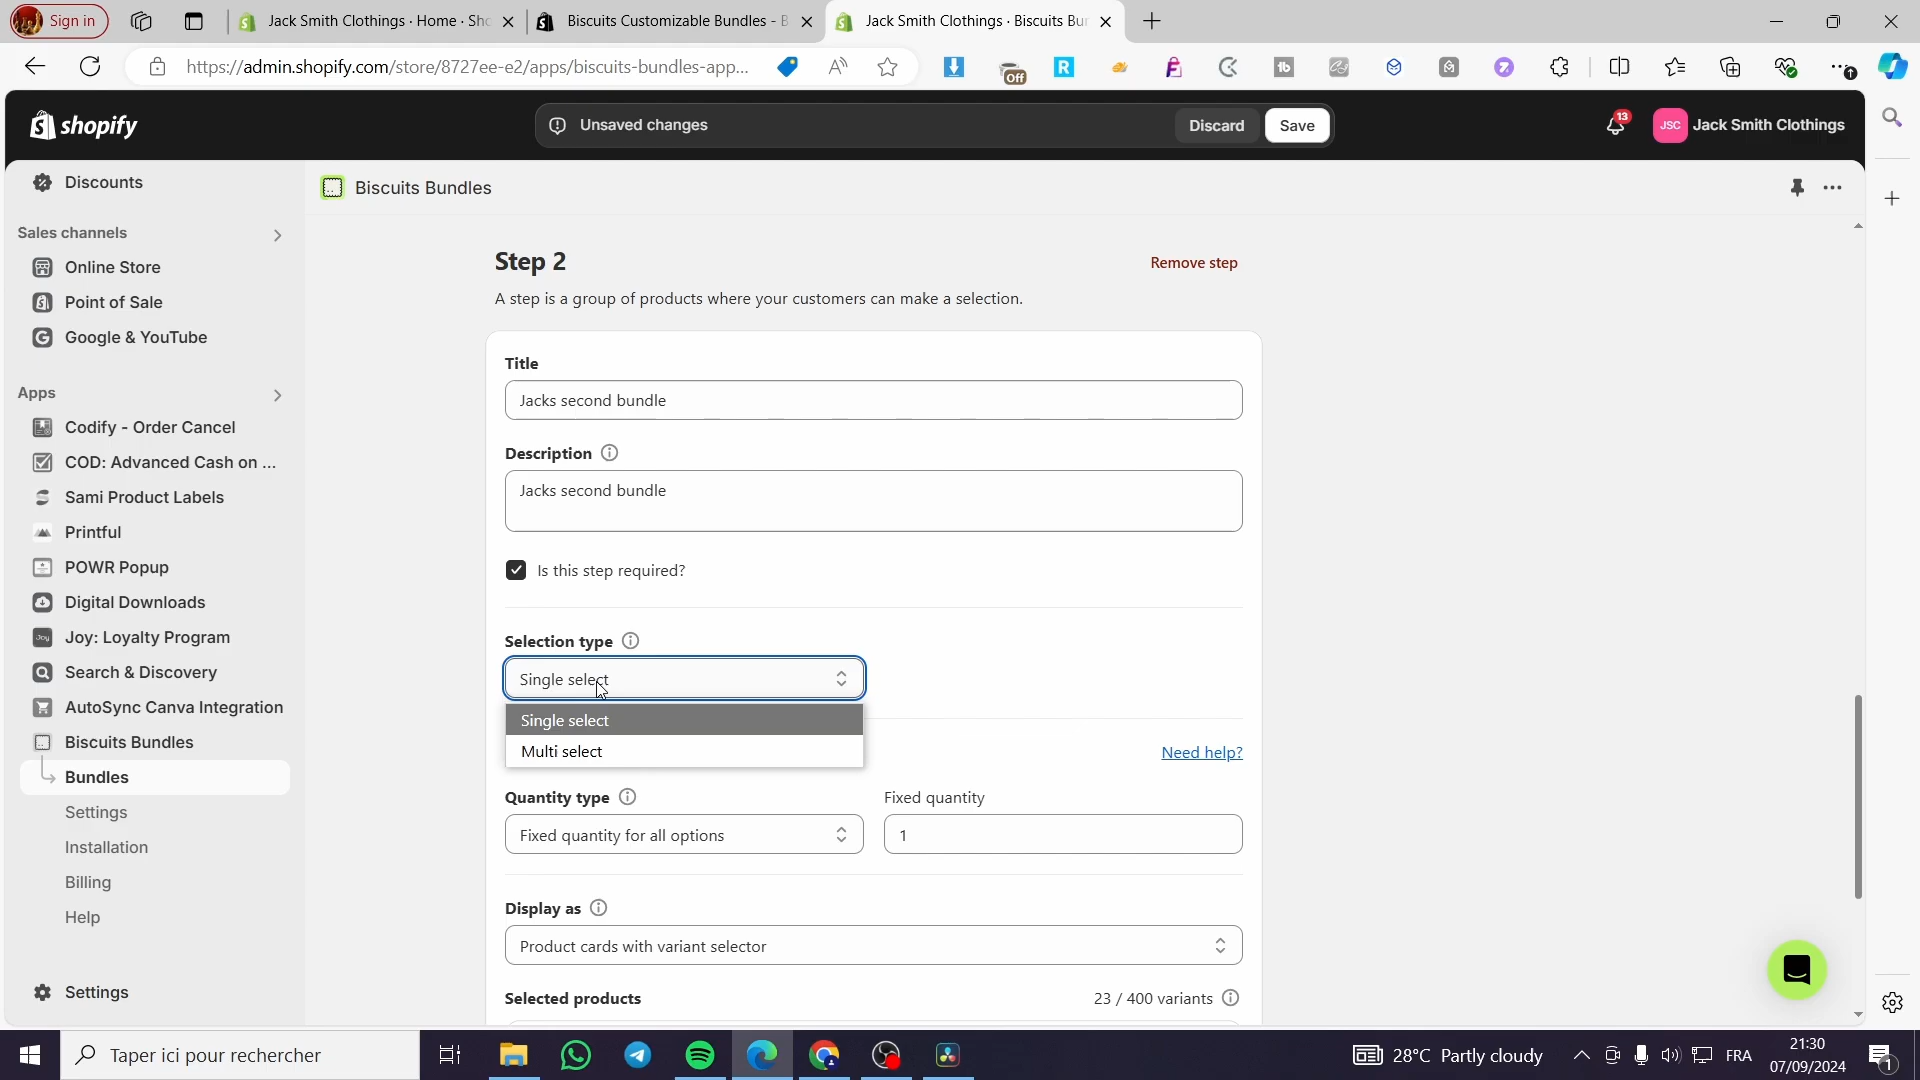 Sign in
Jack Smith Clothings · Home · Sho
Biscuits Customizable Bundles - B
Jack Smith Clothings · Biscuits Bun
https://admin.shopify.com/store/8727ee-e2/apps/biscuits-bundles-app...
Off
shopify
Unsaved changes
Discard
Save
13
JSC
Jack Smith Clothings
Discounts
Biscuits Bundles
Sales channels
Online Store
Point of Sale
Google & YouTube
Apps
Codify - Order Cancel
COD: Advanced Cash on ...
Sami Product Labels
Printful
POWR Popup
Digital Downloads
Joy: Loyalty Program
Search & Discovery
AutoSync Canva Integration
Biscuits Bundles
Bundles
Settings
Installation
Billing
Help
Settings
Step 2
Remove step
A step is a group of products where your customers can make a selection.
Title
Jacks second bundle
Description
Jacks second bundle
Is this step required?
Selection type
Single select
Single select
Multi select
Need help?
Quantity type
Fixed quantity
Fixed quantity for all options
1
Display as
Product cards with variant selector
Selected products
23 / 400 variants
Taper ici pour rechercher
28°C Partly cloudy
FRA
21:30
07/09/2024
1